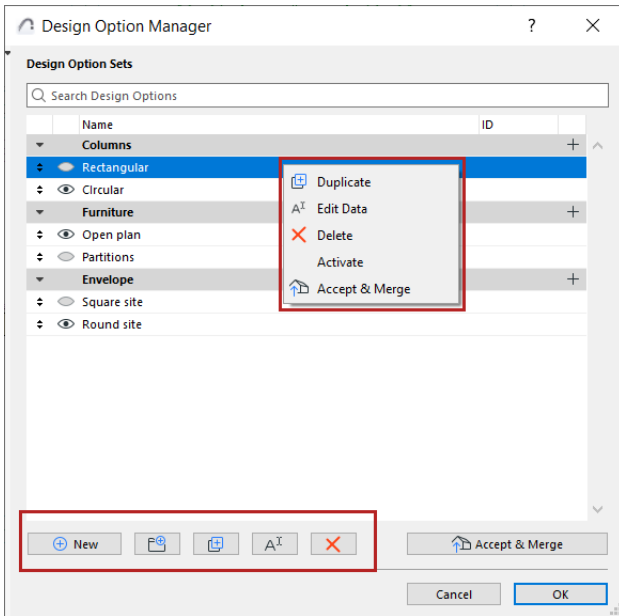 Design Option Manager
?
Design Option Sets
Search Design Options
Name ID
Columns
Rectangular
CIrcular
Furniture
Open plan
Partitions
Envelope
Square site
Round site
Duplicate
Edit Data
Delete
Activate
Accept & Merge
New
Accept & Merge
Cancel OK